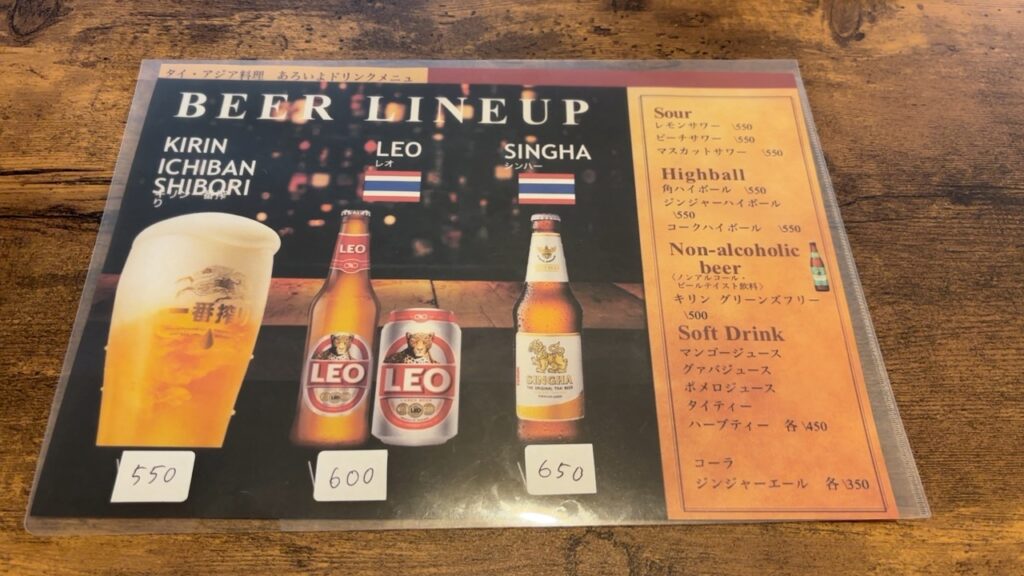 タイ・アジア料理 あろいよドリンクメニュー
BEER LINEUP
KIRIN
ICHIBAN
SHIBORI
LEO
レオ
SINGHA
シンハー
一番搾り
LEO
LEO
LEO
SINGHA
THE ORIGINAL THAI BEER
550
600
650
Sour
レモンサワー \550
ピーチサワー \550
マスカットサワー \550
Highball
角ハイボール \550
ジンジャーハイボール
\550
コークハイボール \550
Non-alcoholic
beer
(ノンアルコール・
ビールテイスト飲料)
キリン グリーンズフリー
\500
Soft Drink
マンゴージュース
グァバジュース
ポメロジュース
タイティー
ハーブティー 各\450
コーラ
ジンジャーエール 各\350